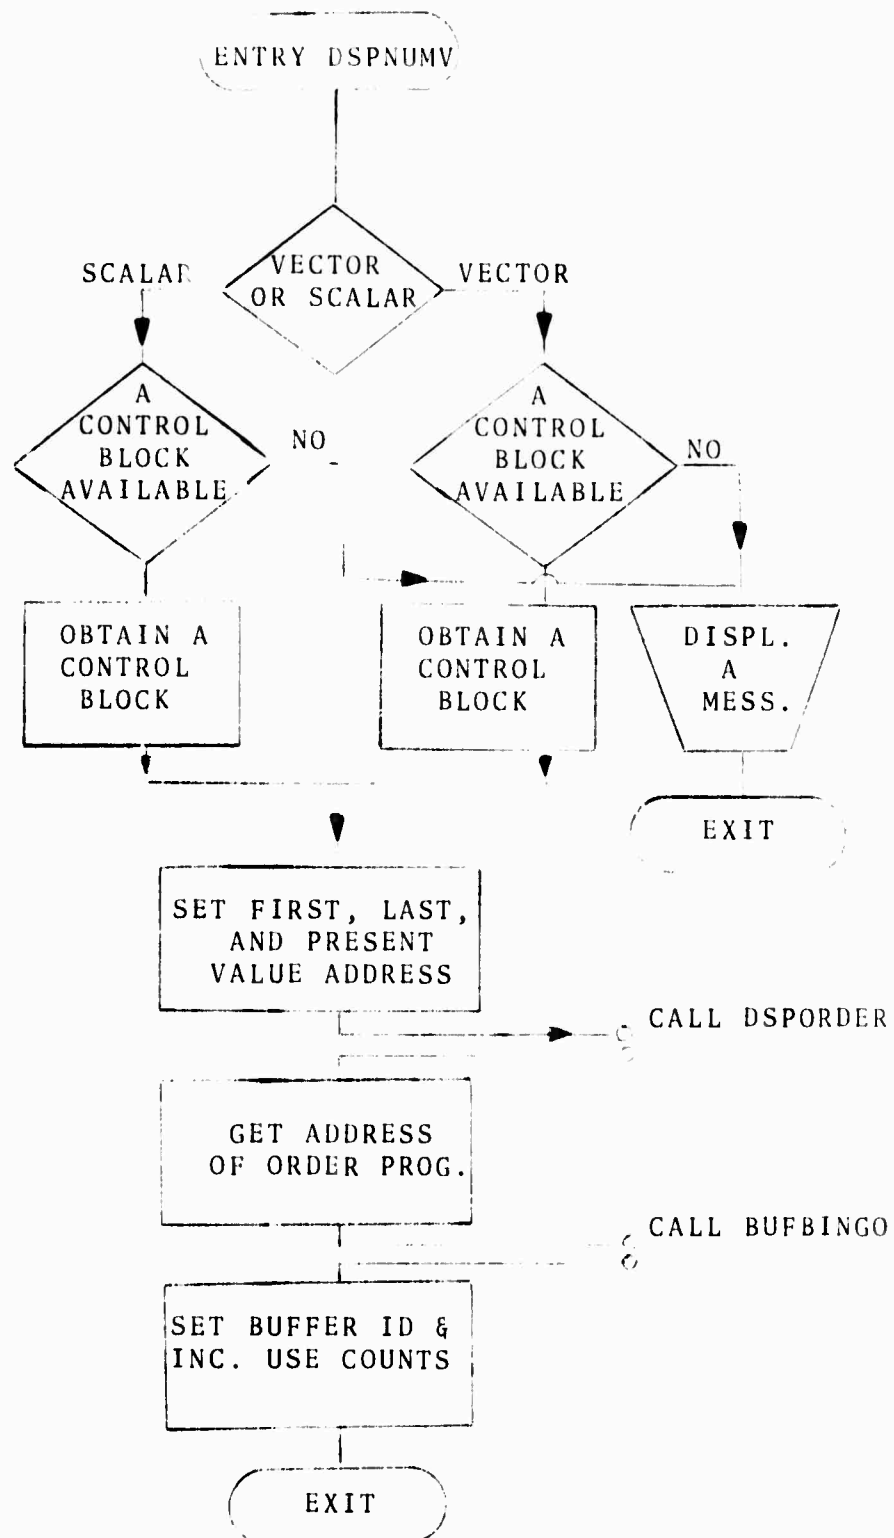 ENTRY DSPNUMV
VECTOR
OR SCALAR
SCALAR
VECTOR
A
CONTROL
BLOCK
AVAILABLE
NO
A
CONTROL
BLOCK
AVAILABLE
NO
OBTAIN A
CONTROL
BLOCK
OBTAIN A
CONTROL
BLOCK
DISPL.
A
MESS.
EXIT
SET FIRST, LAST,
AND PRESENT
VALUE ADDRESS
CALL DSPORDER
GET ADDRESS
OF ORDER PROG.
CALL BUFBINGO
SET BUFFER ID &
INC. USE COUNTS
EXIT